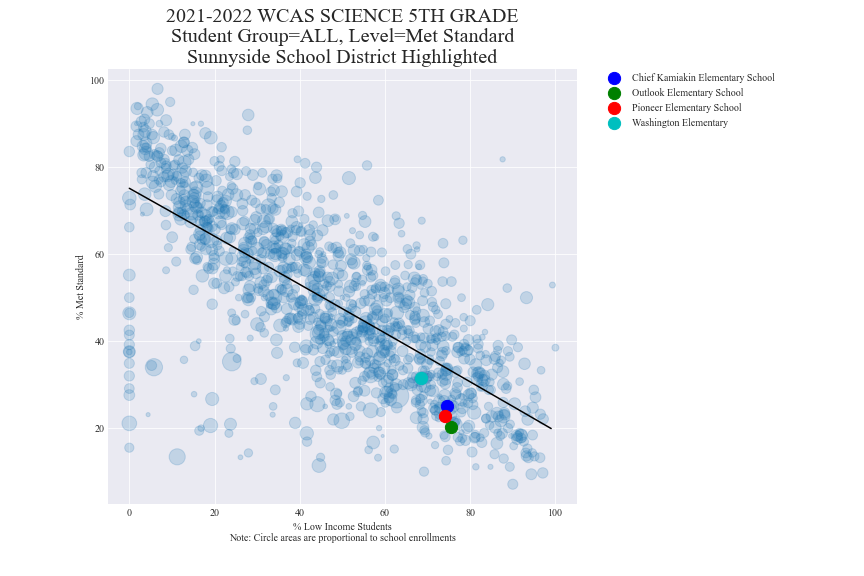 2021-2022 WCAS SCIENCE 5TH GRADE
Student Group=ALL, Level=Met Standard
Sunnyside School District Highlighted
Chief Kamiakin Elementary School
Outlook Elementary School
Pioneer Elementary School
Washington Elementary
% Met Standard
100
80
60
40
20
0 20 40 60 80 100
% Low Income Students
Note: Circle areas are proportional to school enrollments